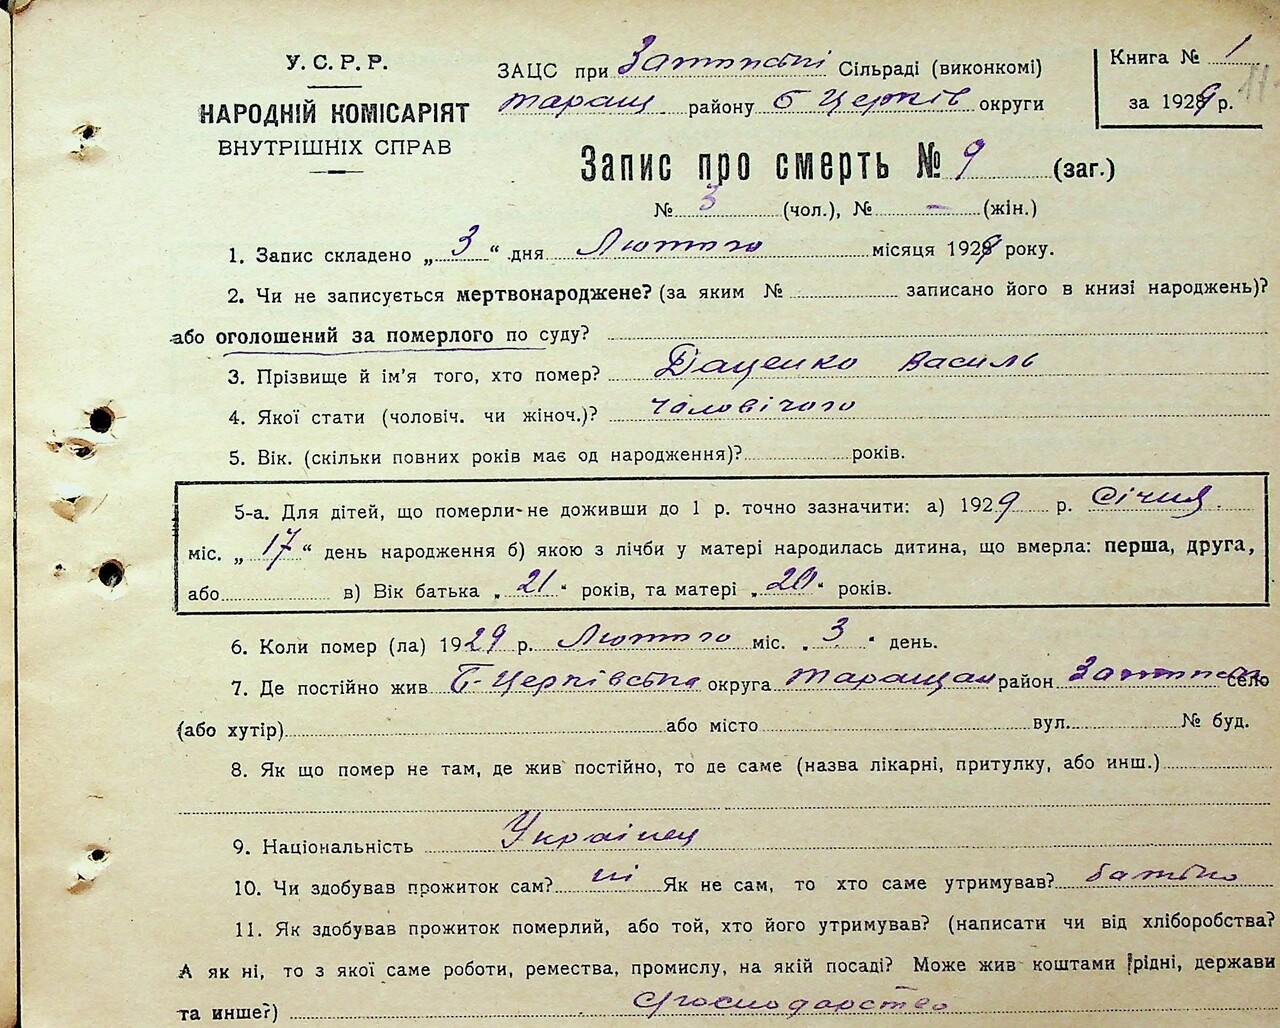 У. С. Р. Р.
НАРОДНІЙ КОМІСАРІЯТ
ВНУТРІШНІХ СПРАВ
ЗАЦС при Сільраді (виконкомі)
таращ району Б Церків округи
Книга № 1
за 1929 р.
Запис про смерть № 9 (заг.)
№ 3 (чол.), № – (жін.)
1. Запис складено „3“ дня Лютого місяця 1929 року.
2. Чи не записується мертвонароджене? (за яким № записано його в книзі народжень)?
або оголошений за померлого по суду?
3. Прізвище й ім’я того, хто помер? Даценко Василь
4. Якої стати (чоловіч. чи жіноч.)? чоловічого
5. Вік. (скільки повних років має од народження)? років.
5-а. Для дітей, що померли не доживши до 1 р. точно зазначити: а) 1929 р. Січня
міс. „17“ день народження б) якою з лічби у матері народилась дитина, що вмерла: перша, друга,
або в) Вік батька „21“ років, та матері „20“ років.
6. Коли помер (ла) 1929 р. Лютого міс. „3“ день.
7. Де постійно жив Б-Церківська округа таращан район село
(або хутір) або місто вул. № буд.
8. Як що помер не там, де жив постійно, то де саме (назва лікарні, притулку, або инш.)
9. Національність Українец
10. Чи здобував прожиток сам? ні Як не сам, то хто саме утримував? батько
11. Як здобував прожиток померлий, або той, хто його утримував? (написати чи від хліборобства?
А як ні, то з якої саме роботи, ремества, промислу, на якій посаді? Може жив коштами рідні, держави
та инше?) Господарство